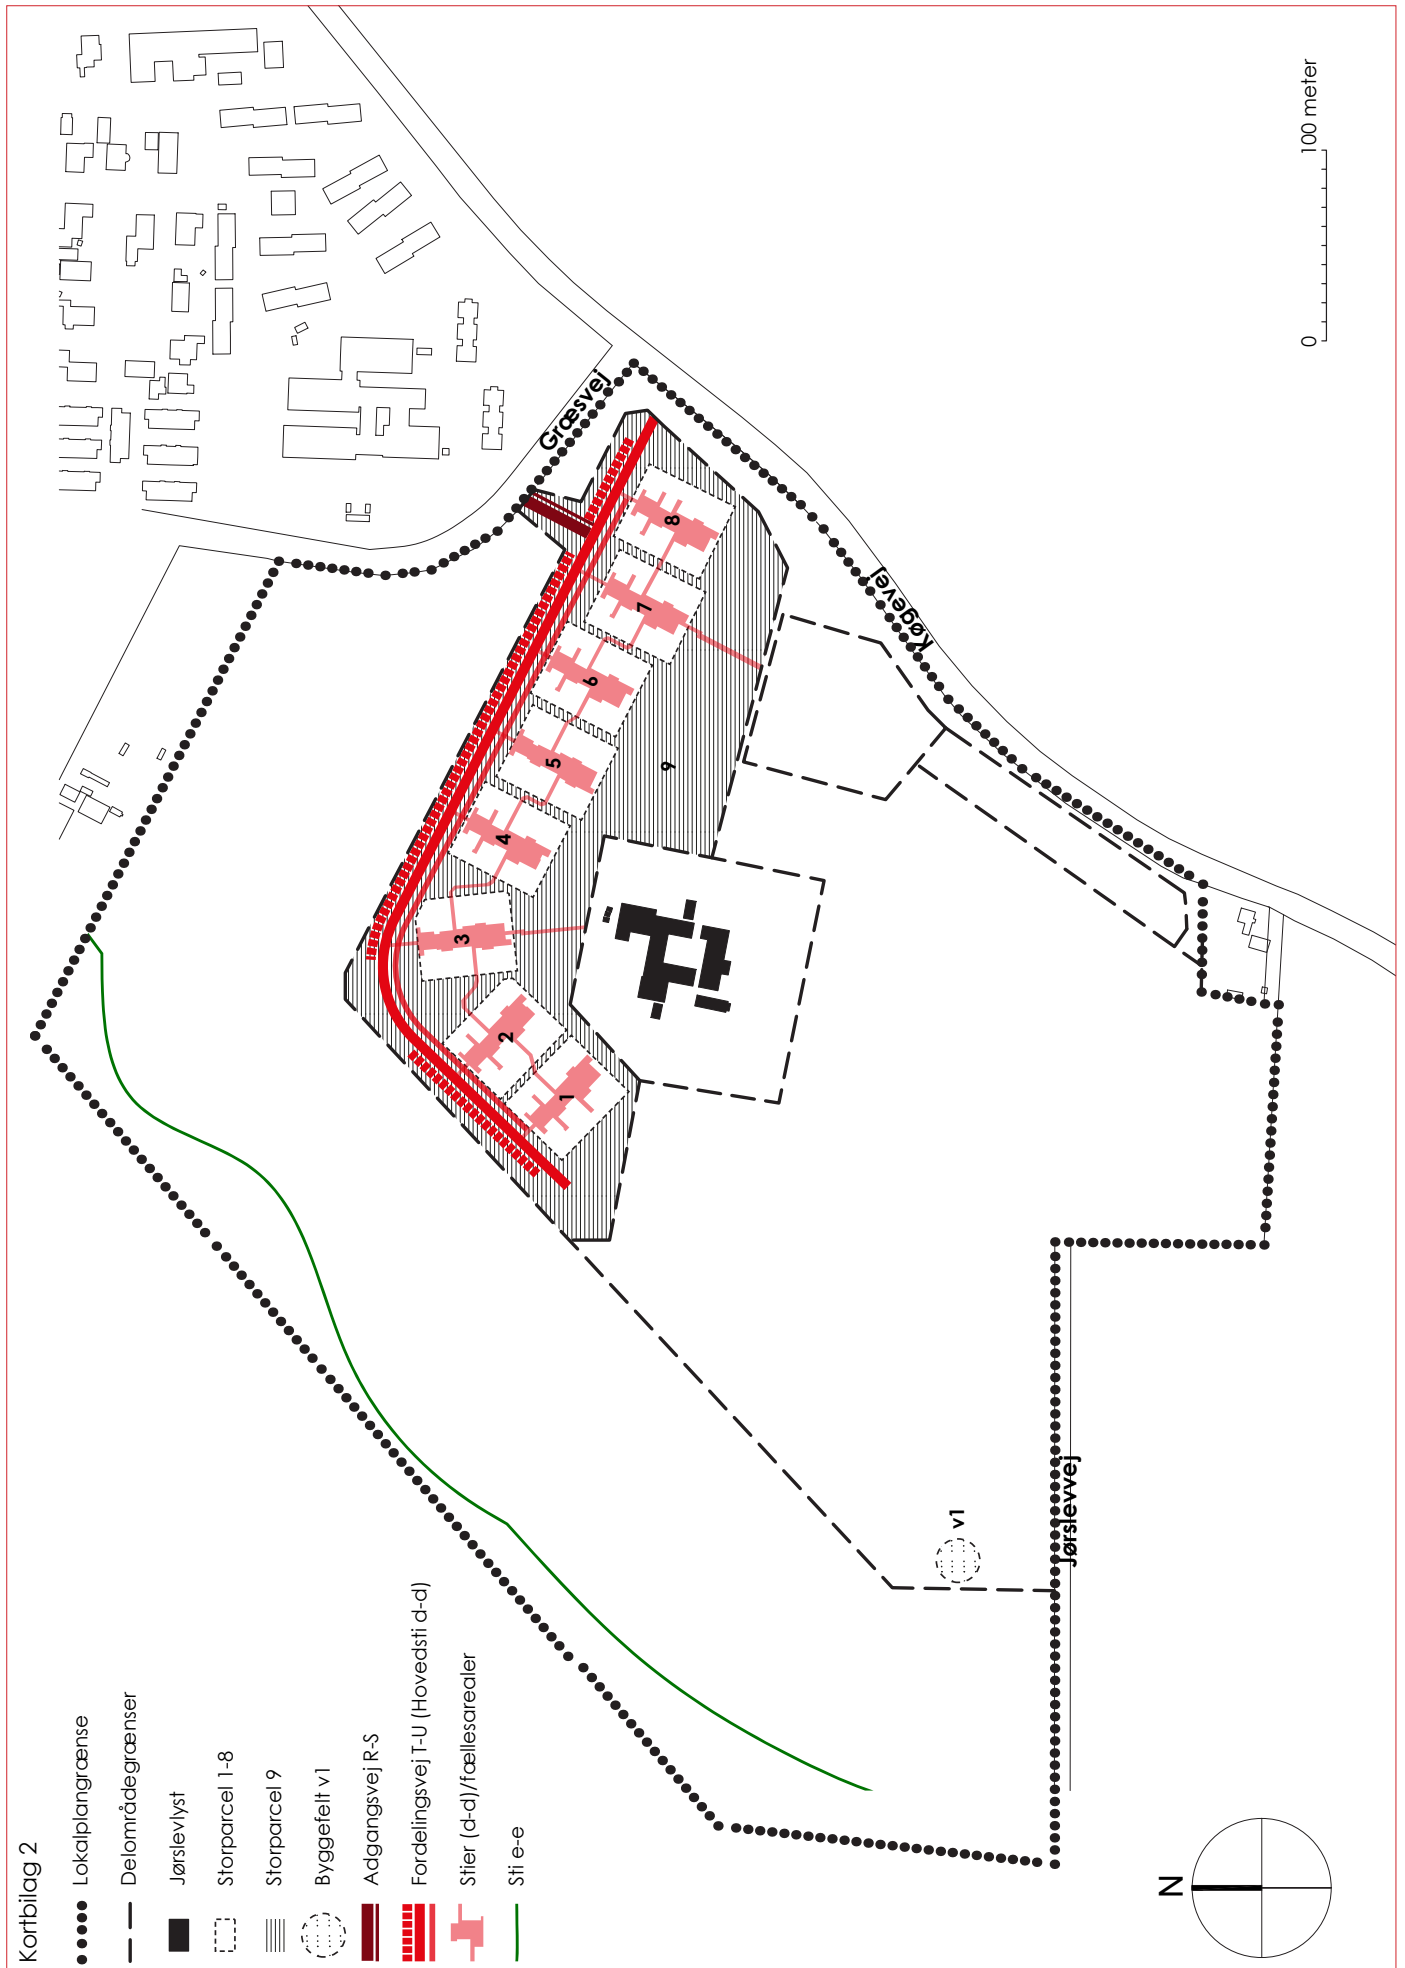 Kortbilag 2
Lokalplangrænse
Delområdegrænser
Jørslevlyst
Storparcel 1-8
Storparcel 9
Byggefelt v1
Adgangsvej R-S
Fordelingsvej T-U (Hovedsti d-d)
Stier (d-d)/fællesarealer
Sti e-e
N
Græsvej
Køgevej
Jørslevvej
v1
1
2
3
4
5
6
7
8
9
0
100 meter